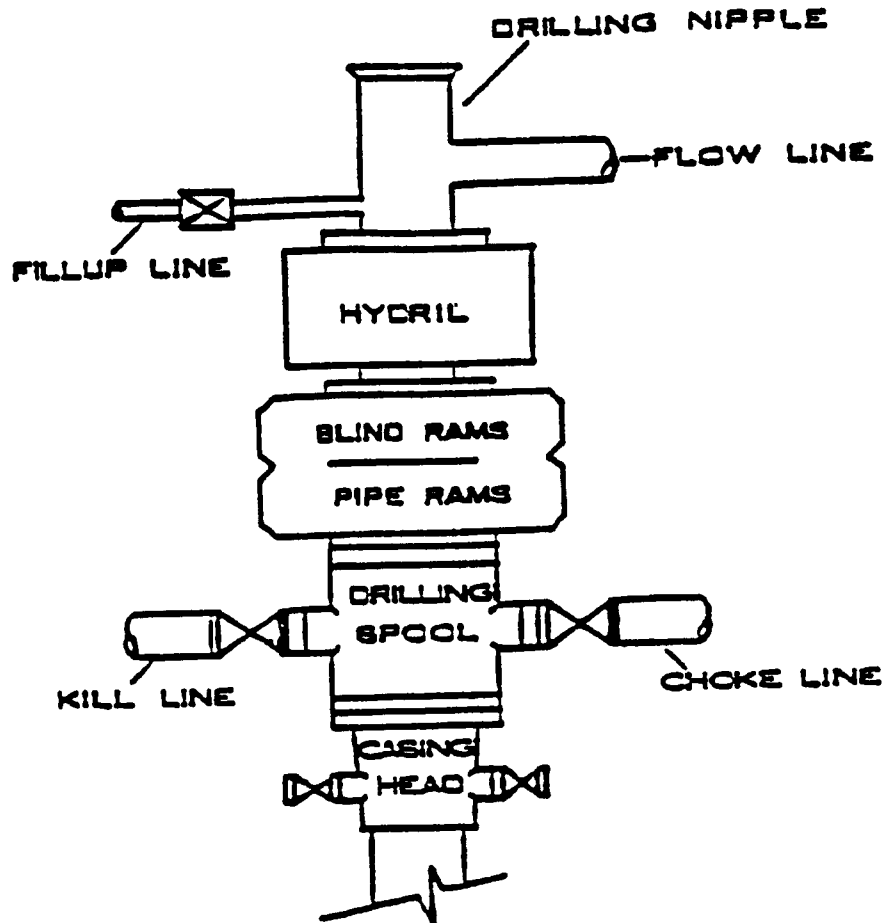 DRILLING NIPPLE
FLOW LINE
FILLUP LINE
HYDRIL
BLIND RAMS
PIPE RAMS
DRILLING
SPOOL
KILL LINE
CHOKE LINE
CASING
HEAD